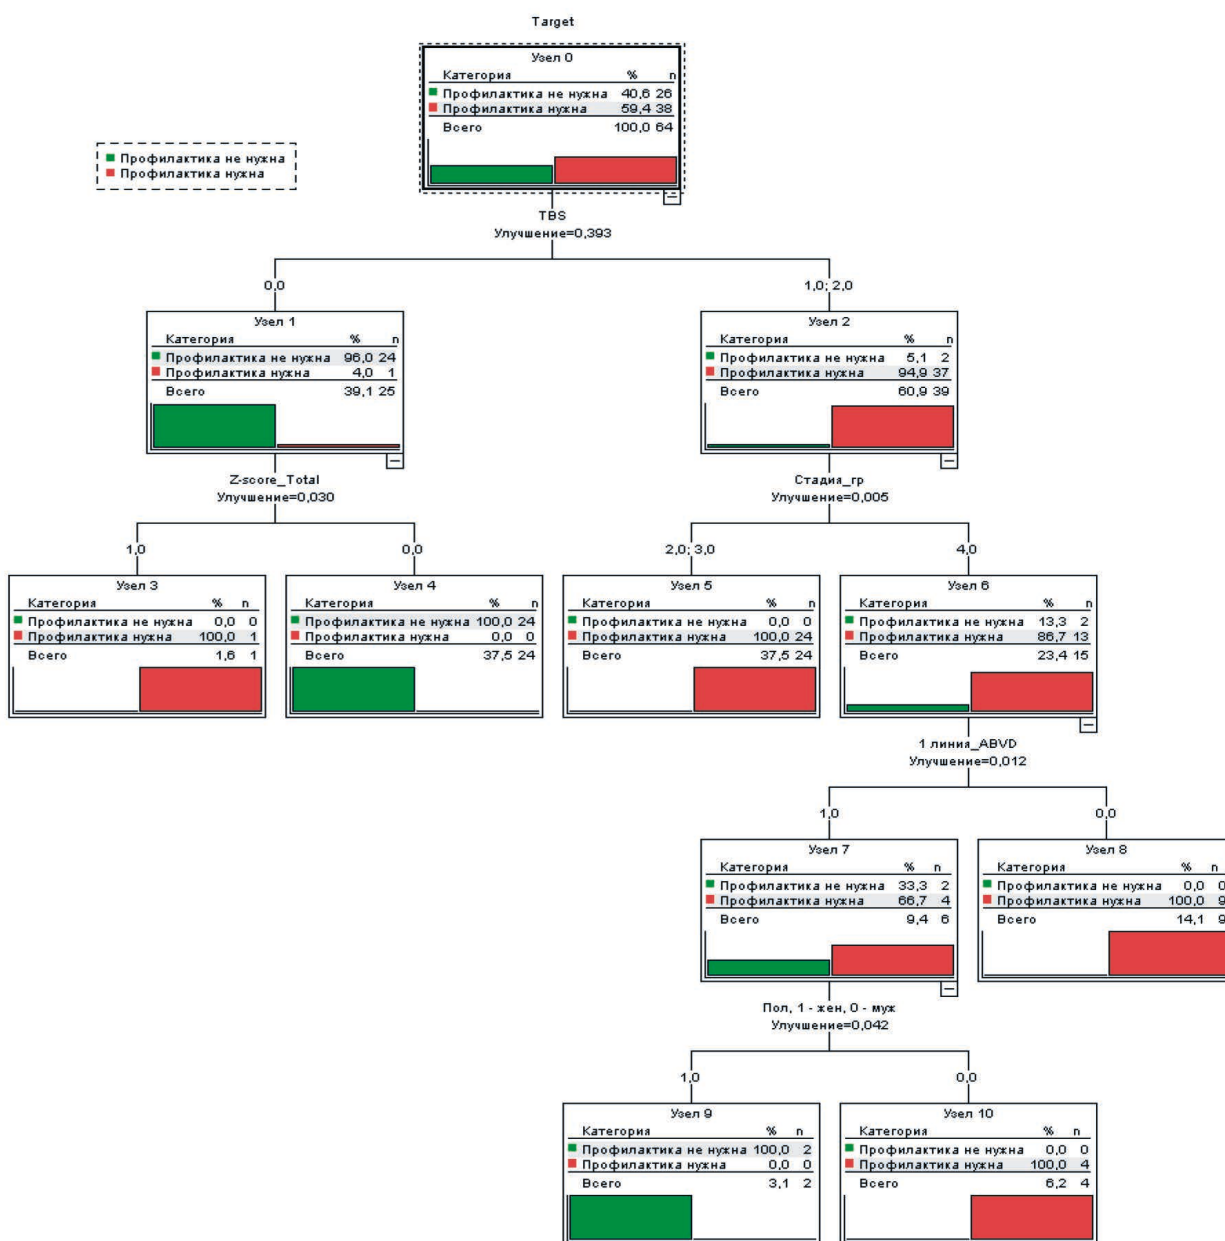 Target
Узел 0
Категория % n
Профилактика не нужна 40,6 26
Профилактика нужна 59,4 38
Всего 100,0 64
Профилактика не нужна
Профилактика нужна
TBS
Улучшение=0,393
0,0
1,0; 2,0
Узел 1
Категория % n
Профилактика не нужна 96,0 24
Профилактика нужна 4,0 1
Всего 39,1 25
Узел 2
Категория % n
Профилактика не нужна 5,1 2
Профилактика нужна 94,9 37
Всего 60,9 39
Z-score_Total
Улучшение=0,030
Стадия_гр
Улучшение=0,005
1,0
0,0
2,0; 3,0
4,0
Узел 3
Категория % n
Профилактика не нужна 0,0 0
Профилактика нужна 100,0 1
Всего 1,6 1
Узел 4
Категория % n
Профилактика не нужна 100,0 24
Профилактика нужна 0,0 0
Всего 37,5 24
Узел 5
Категория % n
Профилактика не нужна 0,0 0
Профилактика нужна 100,0 24
Всего 37,5 24
Узел 6
Категория % n
Профилактика не нужна 13,3 2
Профилактика нужна 86,7 13
Всего 23,4 15
1 линия_ABVD
Улучшение=0,012
1,0
0,0
Узел 7
Категория % n
Профилактика не нужна 33,3 2
Профилактика нужна 66,7 4
Всего 9,4 6
Узел 8
Категория % n
Профилактика не нужна 0,0 0
Профилактика нужна 100,0 9
Всего 14,1 9
Пол, 1 - жен, 0 - муж
Улучшение=0,042
1,0
0,0
Узел 9
Категория % n
Профилактика не нужна 100,0 2
Профилактика нужна 0,0 0
Всего 3,1 2
Узел 10
Категория % n
Профилактика не нужна 0,0 0
Профилактика нужна 100,0 4
Всего 6,2 4